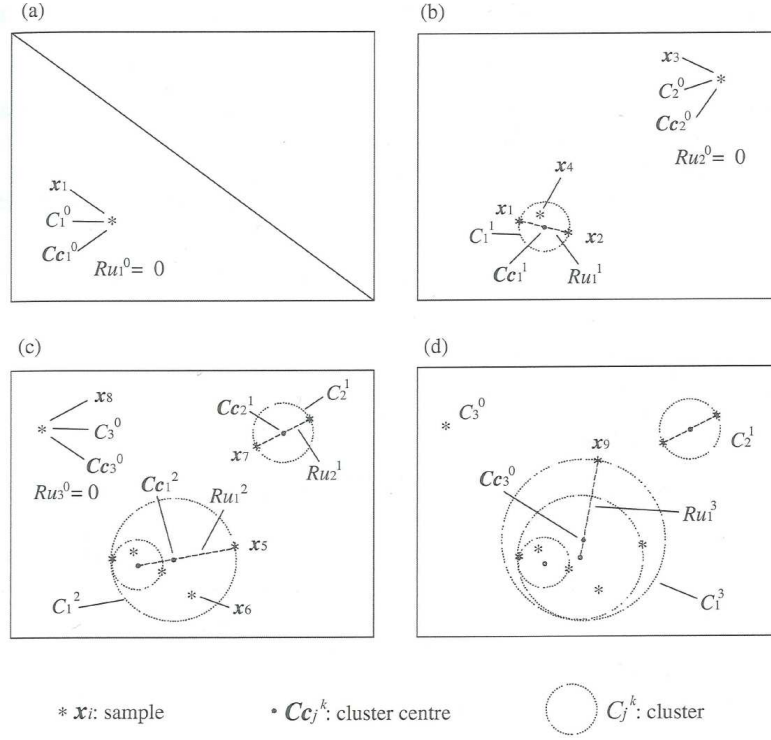 (a)
x1
C1^0
Cc1^0
Ru1^0 = 0
(b)
x3
C2^0
Cc2^0
Ru2^0 = 0
x4
x1
C1^1
x2
Cc1^1
Ru1^1
(c)
x8
C3^0
Cc3^0
Ru3^0 = 0
Cc2^1
C2^1
x7
Ru2^1
Cc1^2
Ru1^2
x5
C1^2
x6
(d)
C3^0
x9
C2^1
Cc3^0
Ru1^3
C1^3
* xi: sample
• Ccj^k: cluster centre
Cj^k: cluster